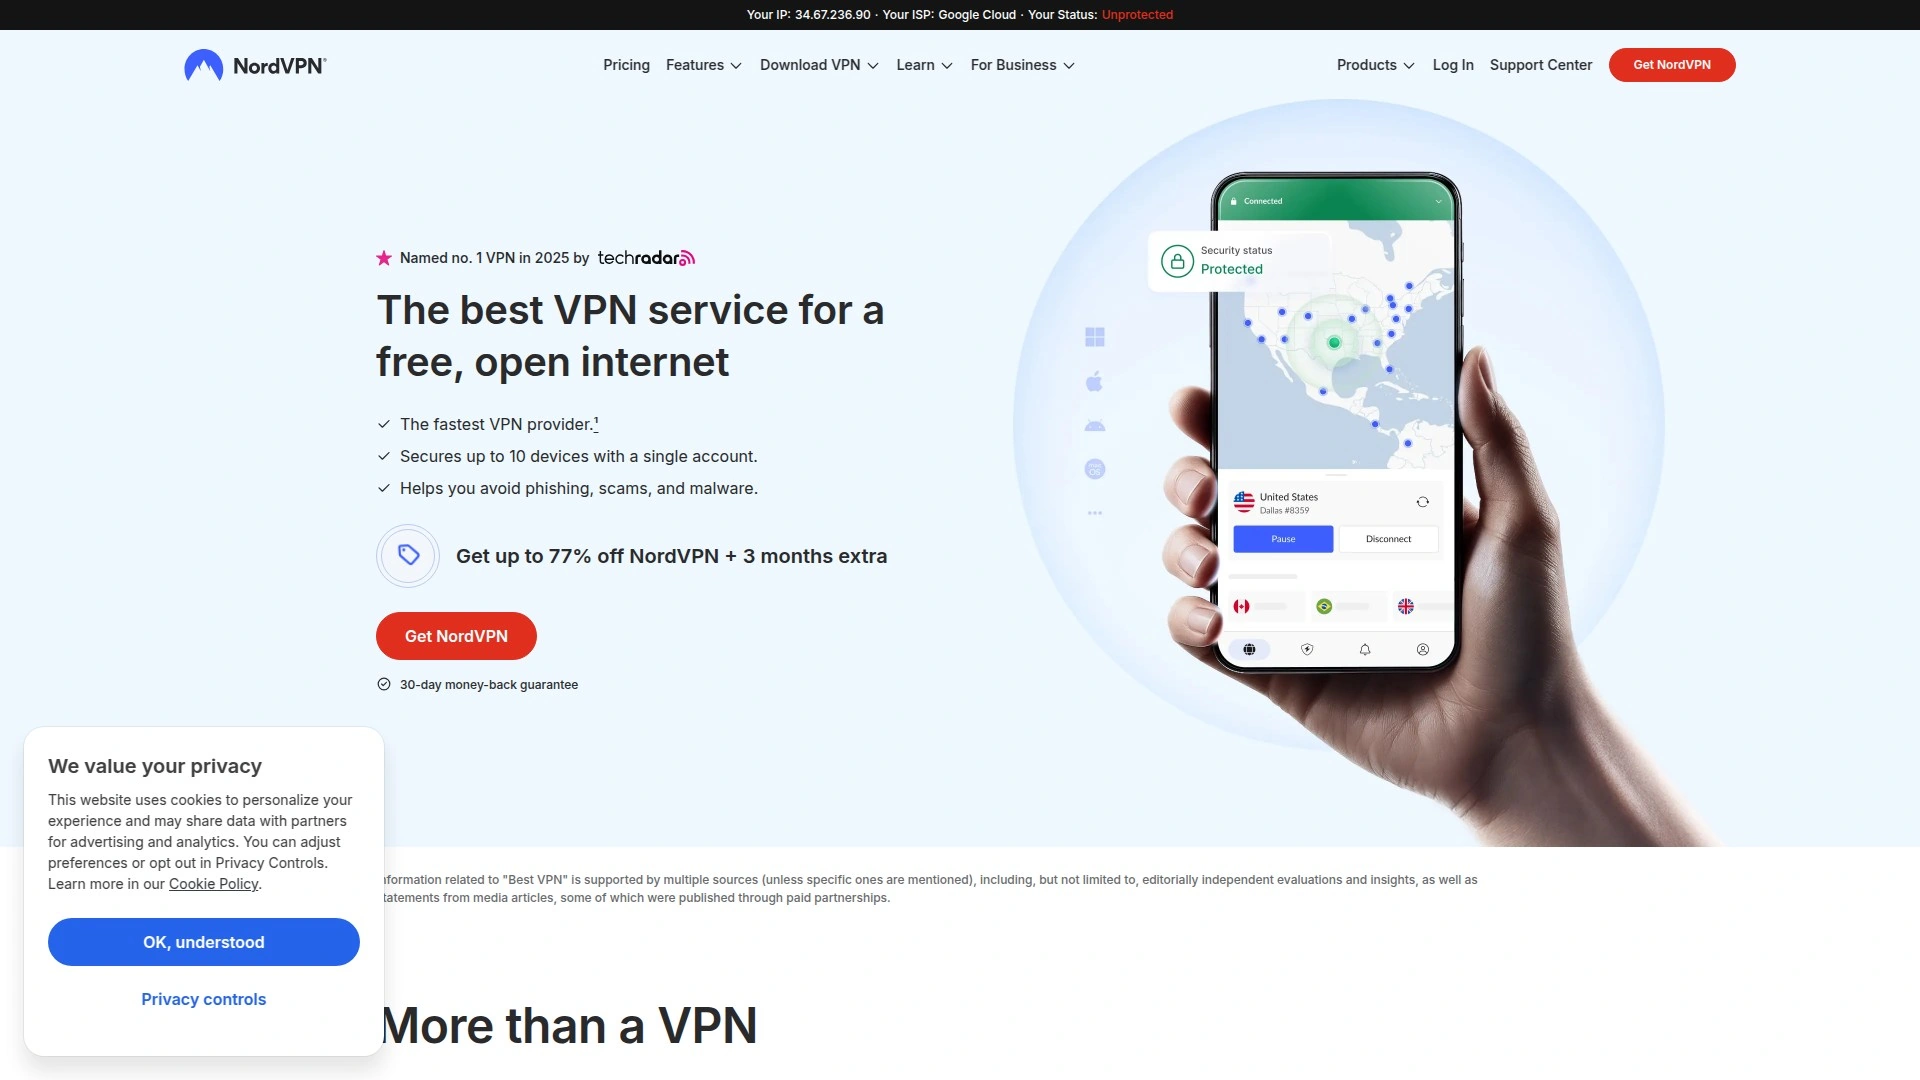 Your IP: 34.67.236.90 · Your ISP: Google Cloud · Your Status: Unprotected
NordVPN®
Pricing
Features
Download VPN
Learn
For Business
Products
Log In
Support Center
Get NordVPN
Named no. 1 VPN in 2025 by techradar
The best VPN service for a
free, open internet
The fastest VPN provider.¹
Secures up to 10 devices with a single account.
Helps you avoid phishing, scams, and malware.
Get up to 77% off NordVPN + 3 months extra
Get NordVPN
30-day money-back guarantee
Connected
Security status
Protected
United States
Dallas #8359
Pause
Disconnect
We value your privacy
This website uses cookies to personalize your
experience and may share data with partners
for advertising and analytics. You can adjust
preferences or opt out in Privacy Controls.
Learn more in our Cookie Policy.
OK, understood
Privacy controls
nformation related to "Best VPN" is supported by multiple sources (unless specific ones are mentioned), including, but not limited to, editorially independent evaluations and insights, as well as
tatements from media articles, some of which were published through paid partnerships.
More than a VPN